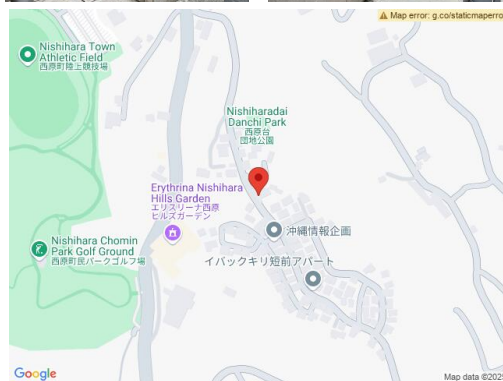 Map error: g.co/staticmaperro
Nishihara Town
Athletic Field
西原町陸上競技場
Nishiharadai
Danchi Park
西原台
団地公園
Erythrina Nishihara
Hills Garden
エリスリーナ西原
ヒルズガーデン
Nishihara Chomin
Park Golf Ground
西原町民パークゴルフ場
沖縄情報企画
イバックキリ短前アパート
Google
Map data ©202